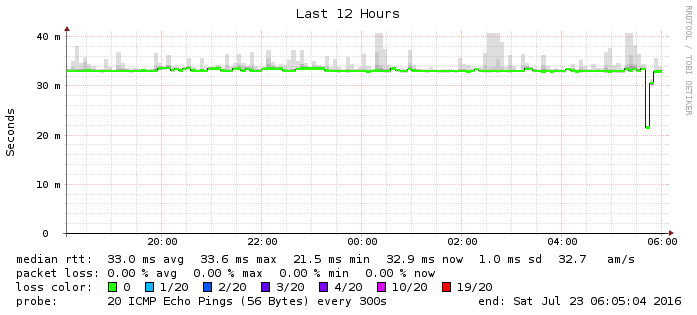 Last 12 Hours
RRDTOOL / TOBI OETIKER
Seconds
40 m
30 m
20 m
10 m
0
20:00 22:00 00:00 02:00 04:00 06:00
median rtt: 33.0 ms avg 33.6 ms max 21.5 ms min 32.9 ms now 1.0 ms sd 32.7 am/s
packet loss: 0.00 % avg 0.00 % max 0.00 % min 0.00 % now
loss color: 0 1/20 2/20 3/20 4/20 10/20 19/20
probe: 20 ICMP Echo Pings (56 Bytes) every 300s end: Sat Jul 23 06:05:04 2016